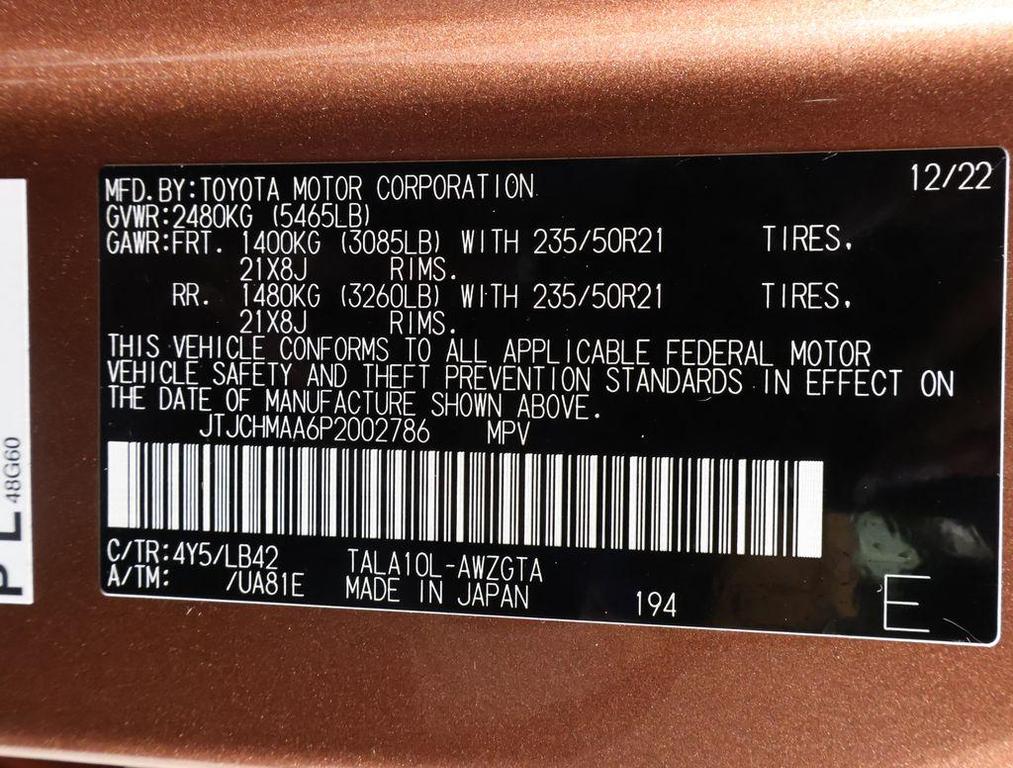 MFD.BY:TOYOTA MOTOR CORPORATION 12/22
GVWR:2480KG (5465LB)
GAWR:FRT. 1400KG (3085LB) WITH 235/50R21 TIRES,
21X8J RIMS.
RR. 1480KG (3260LB) WITH 235/50R21 TIRES,
21X8J RIMS.
THIS VEHICLE CONFORMS TO ALL APPLICABLE FEDERAL MOTOR
VEHICLE SAFETY AND THEFT PREVENTION STANDARDS IN EFFECT ON
THE DATE OF MANUFACTURE SHOWN ABOVE.
JTJCHMAA6P2002786 MPV
C/TR:4Y5/LB42 TALA10L-AWZGTA
A/TM: /UA81E MADE IN JAPAN 194 E
48G60